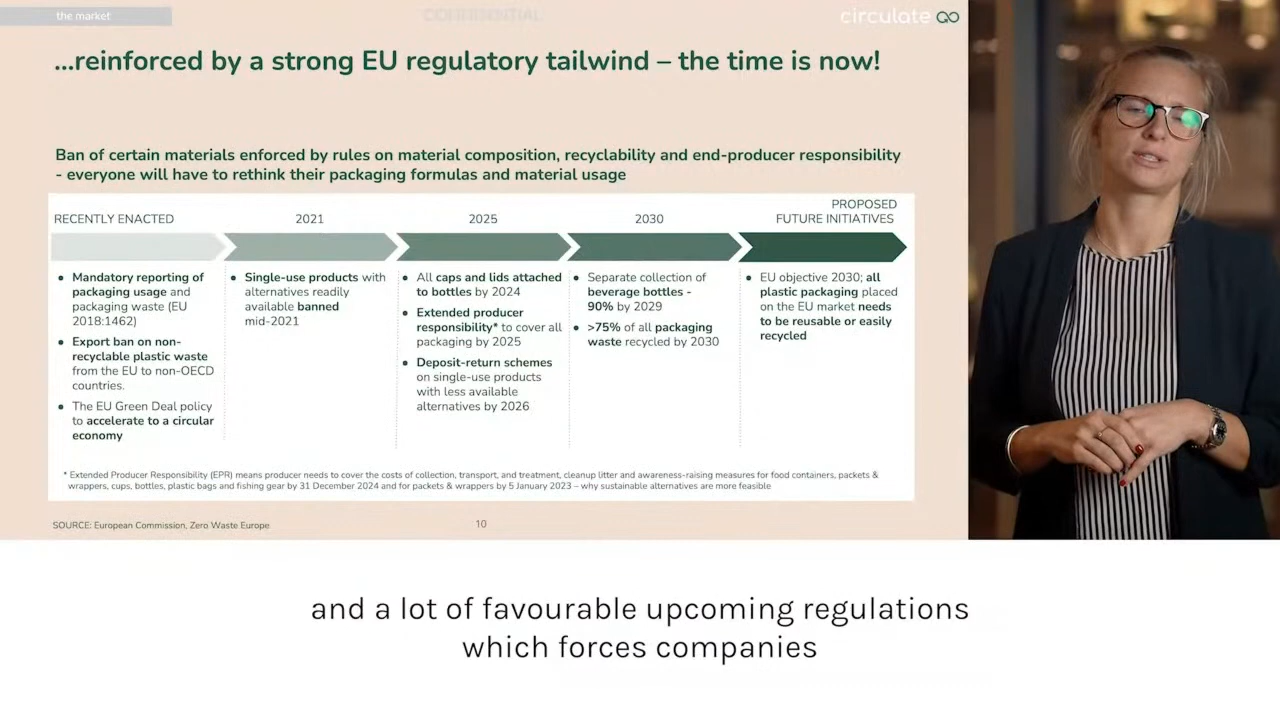 the market
CONFIDENTIAL
circulate
...reinforced by a strong EU regulatory tailwind – the time is now!
Ban of certain materials enforced by rules on material composition, recyclability and end-producer responsibility
- everyone will have to rethink their packaging formulas and material usage
RECENTLY ENACTED
2021
2025
2030
PROPOSED
FUTURE INITIATIVES
• Mandatory reporting of
packaging usage and
packaging waste (EU
2018:1462)
• Export ban on non-
recyclable plastic waste
from the EU to non-OECD
countries.
• The EU Green Deal policy
to accelerate to a circular
economy
• Single-use products with
alternatives readily
available banned
mid-2021
• All caps and lids attached
to bottles by 2024
• Extended producer
responsibility* to cover all
packaging by 2025
• Deposit-return schemes
on single-use products
with less available
alternatives by 2026
• Separate collection of
beverage bottles -
90% by 2029
• >75% of all packaging
waste recycled by 2030
• EU objective 2030; all
plastic packaging placed
on the EU market needs
to be reusable or easily
recycled
* Extended Producer Responsibility (EPR) means producer needs to cover the costs of collection, transport, and treatment, cleanup litter and awareness-raising measures for food containers, packets &
wrappers, cups, bottles, plastic bags and fishing gear by 31 December 2024 and for packets & wrappers by 5 January 2023 – why sustainable alternatives are more feasible
SOURCE: European Commission, Zero Waste Europe
10
and a lot of favourable upcoming regulations
which forces companies